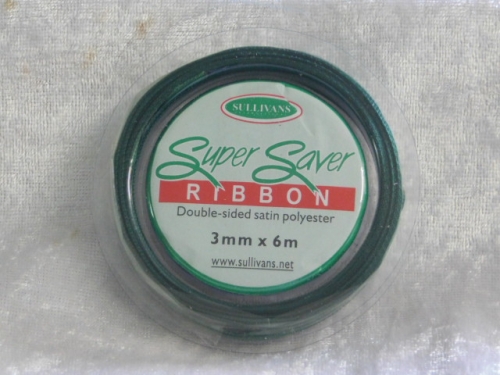 SULLIVANS
Super Saver
RIBBON
Double-sided satin polyester
3mm x 6m
www.sullivans.net